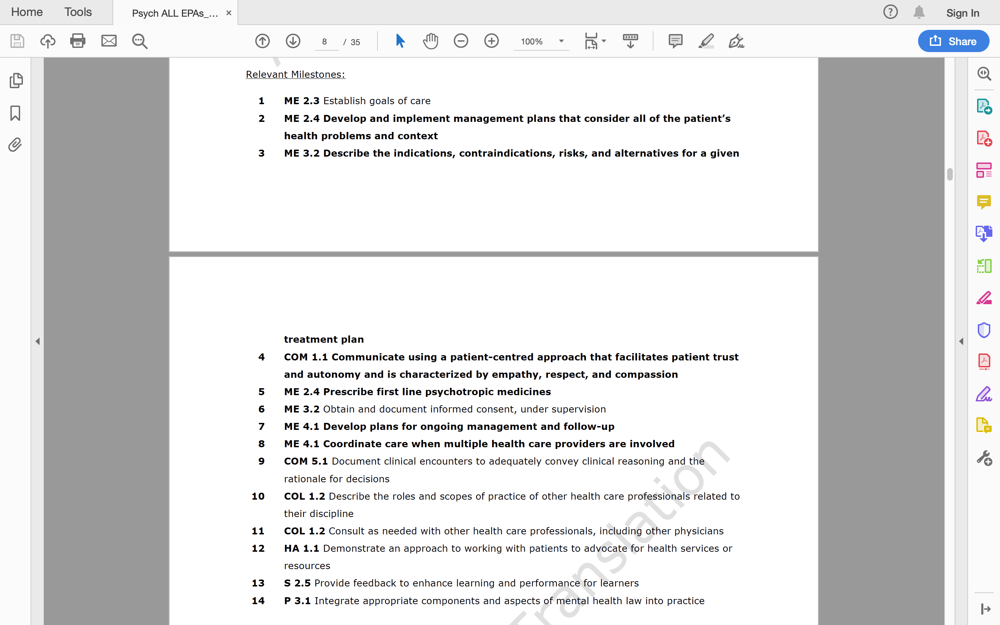 Home Tools Psych ALL EPAs_... × ? Sign In
8 / 35 100% Share
Relevant Milestones:
1 ME 2.3 Establish goals of care
2 ME 2.4 Develop and implement management plans that consider all of the patient’s
health problems and context
3 ME 3.2 Describe the indications, contraindications, risks, and alternatives for a given
treatment plan
4 COM 1.1 Communicate using a patient-centred approach that facilitates patient trust
and autonomy and is characterized by empathy, respect, and compassion
5 ME 2.4 Prescribe first line psychotropic medicines
6 ME 3.2 Obtain and document informed consent, under supervision
7 ME 4.1 Develop plans for ongoing management and follow-up
8 ME 4.1 Coordinate care when multiple health care providers are involved
9 COM 5.1 Document clinical encounters to adequately convey clinical reasoning and the
rationale for decisions
10 COL 1.2 Describe the roles and scopes of practice of other health care professionals related to
their discipline
11 COL 1.2 Consult as needed with other health care professionals, including other physicians
12 HA 1.1 Demonstrate an approach to working with patients to advocate for health services or
resources
13 S 2.5 Provide feedback to enhance learning and performance for learners
14 P 3.1 Integrate appropriate components and aspects of mental health law into practice
Translation